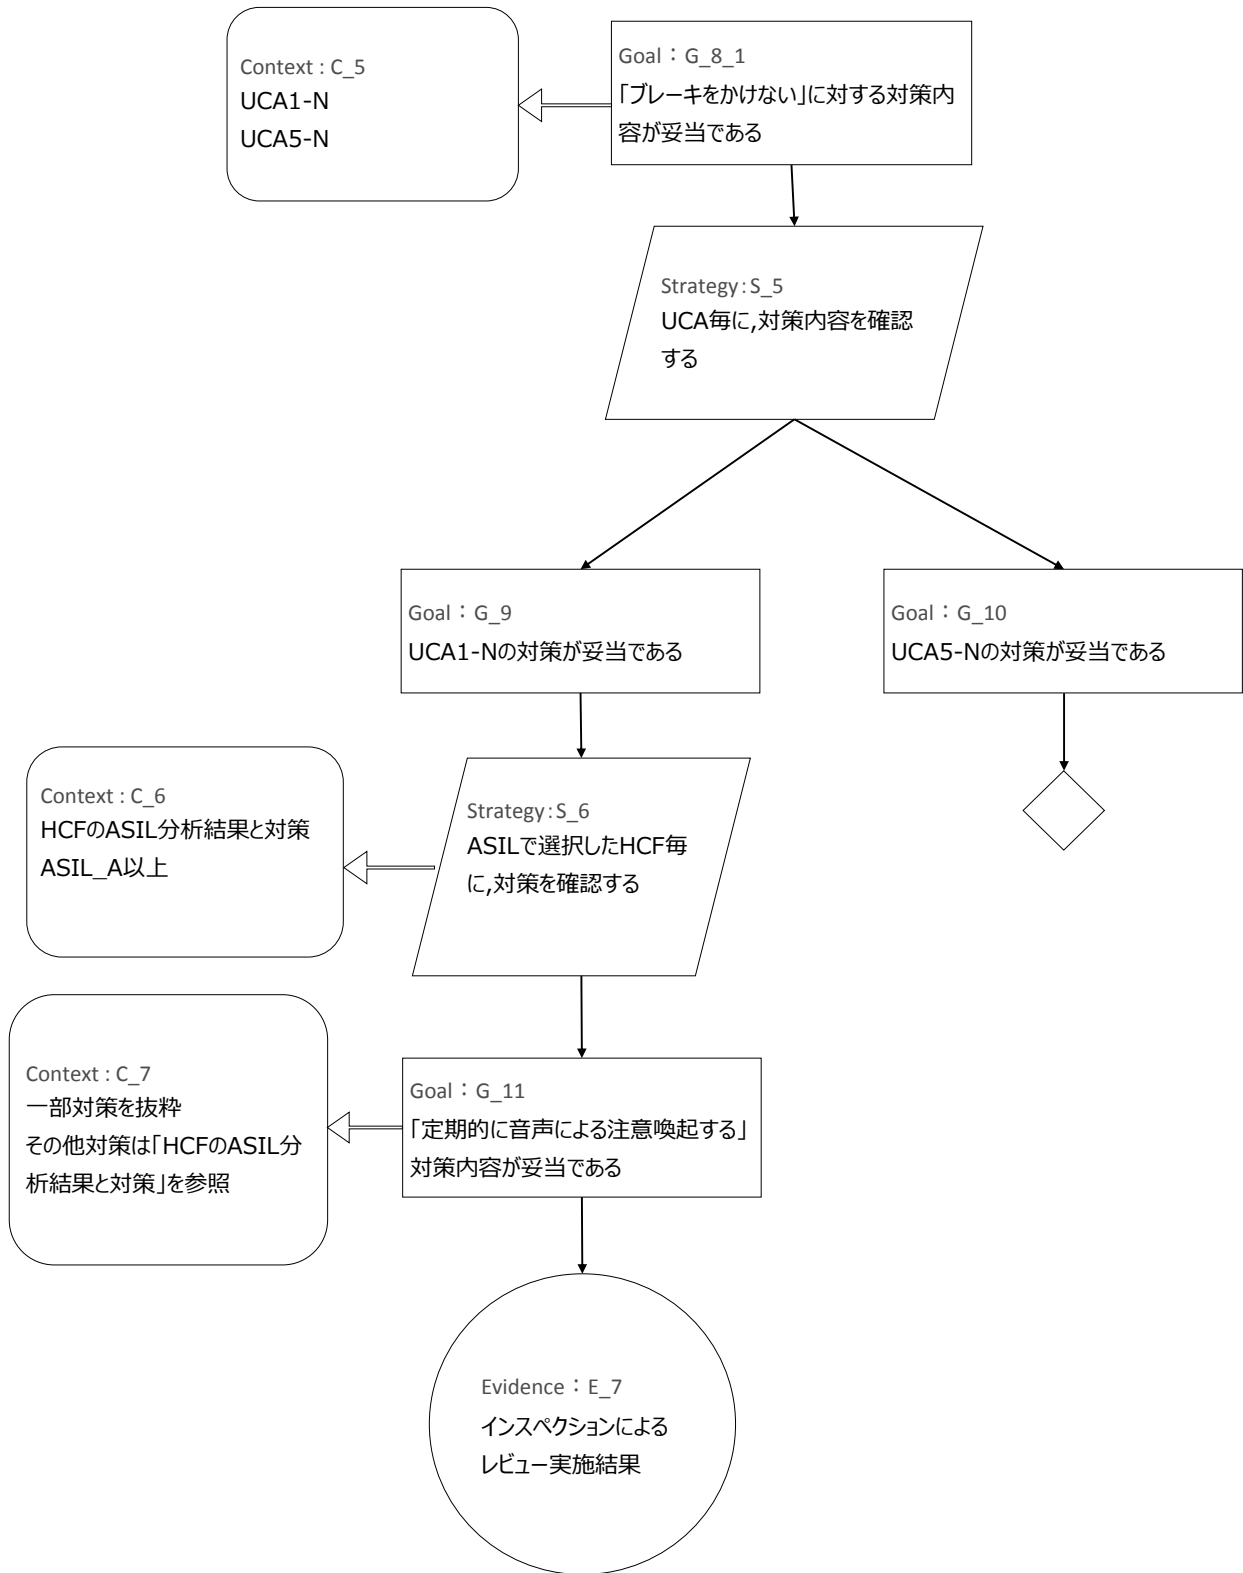 Context : C_5
UCA1-N
UCA5-N
Goal：G_8_1
「ブレーキをかけない」に対する対策内
容が妥当である
Strategy：S_5
UCA毎に,対策内容を確認
する
Goal：G_9
UCA1-Nの対策が妥当である
Goal：G_10
UCA5-Nの対策が妥当である
Context : C_6
HCFのASIL分析結果と対策
ASIL_A以上
Strategy：S_6
ASILで選択したHCF毎
に,対策を確認する
Context : C_7
一部対策を抜粋
その他対策は「HCFのASIL分
析結果と対策」を参照
Goal：G_11
「定期的に音声による注意喚起する」
対策内容が妥当である
Evidence：E_7
インスペクションによる
レビュー実施結果